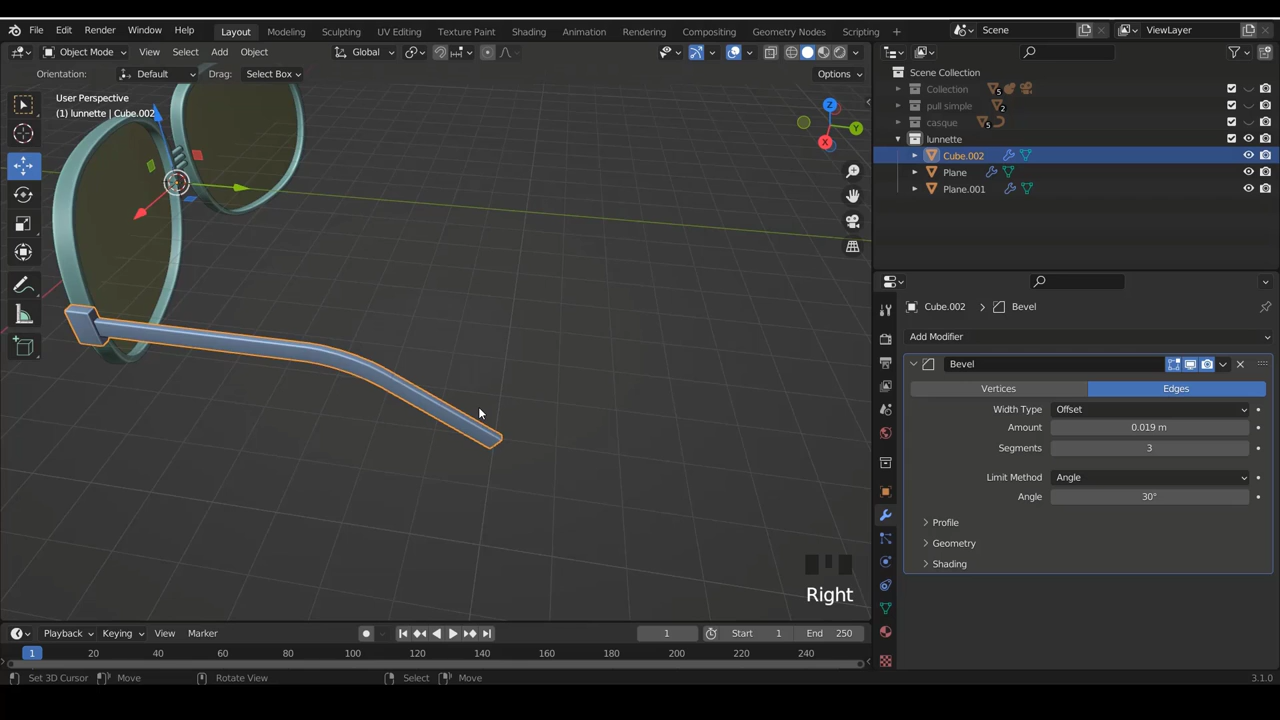 File Edit Render Window Help Layout Modeling Sculpting UV Editing Texture Paint Shading Animation Rendering Compositing Geometry Nodes Scripting + Scene ViewLayer
Object Mode View Select Add Object Global
Orientation: Default Drag: Select Box Options
User Perspective
(1) lunnette | Cube.002
Z
Y
X
Scene Collection
Collection 5
pull simple 2
casque 5
lunnette
Cube.002
Plane
Plane.001
Cube.002 > Bevel
Add Modifier
Bevel
Vertices Edges
Width Type Offset
Amount 0.019 m
Segments 3
Limit Method Angle
Angle 30°
Profile
Geometry
Shading
Right
Playback Keying View Marker 1 Start 1 End 250
1 20 40 60 80 100 120 140 160 180 200 220 240
Set 3D Cursor Move Rotate View Select Move 3.1.0